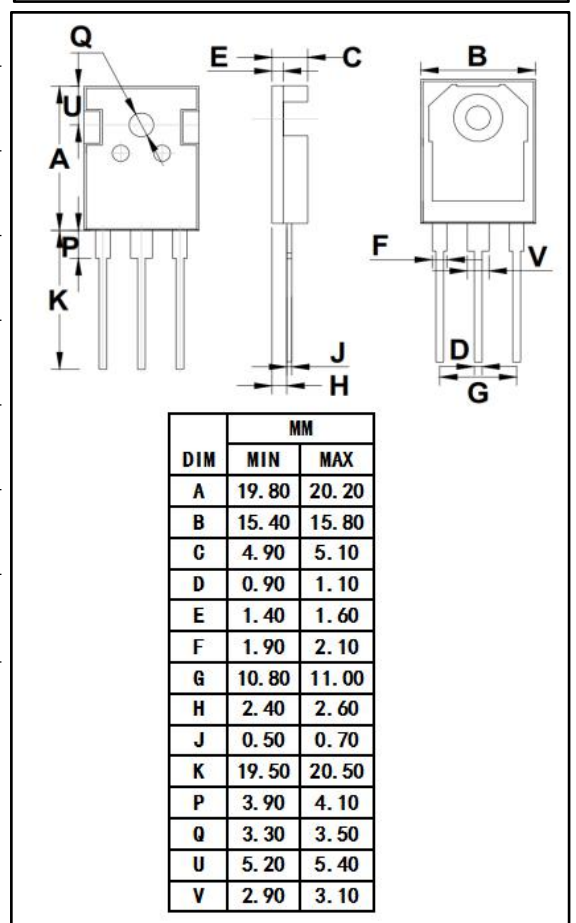 Q
E C B
U
A
P F V
K
J D
H G
MM
DIM MIN MAX
A 19.80 20.20
B 15.40 15.80
C 4.90 5.10
D 0.90 1.10
E 1.40 1.60
F 1.90 2.10
G 10.80 11.00
H 2.40 2.60
J 0.50 0.70
K 19.50 20.50
P 3.90 4.10
Q 3.30 3.50
U 5.20 5.40
V 2.90 3.10